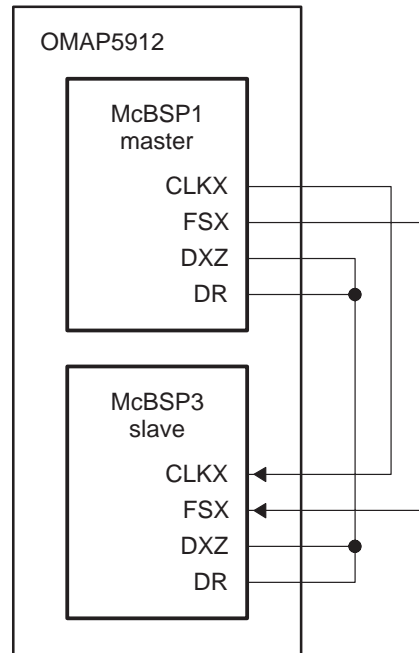 OMAP5912
McBSP1
master
CLKX
FSX
DXZ
DR
McBSP3
slave
CLKX
FSX
DXZ
DR